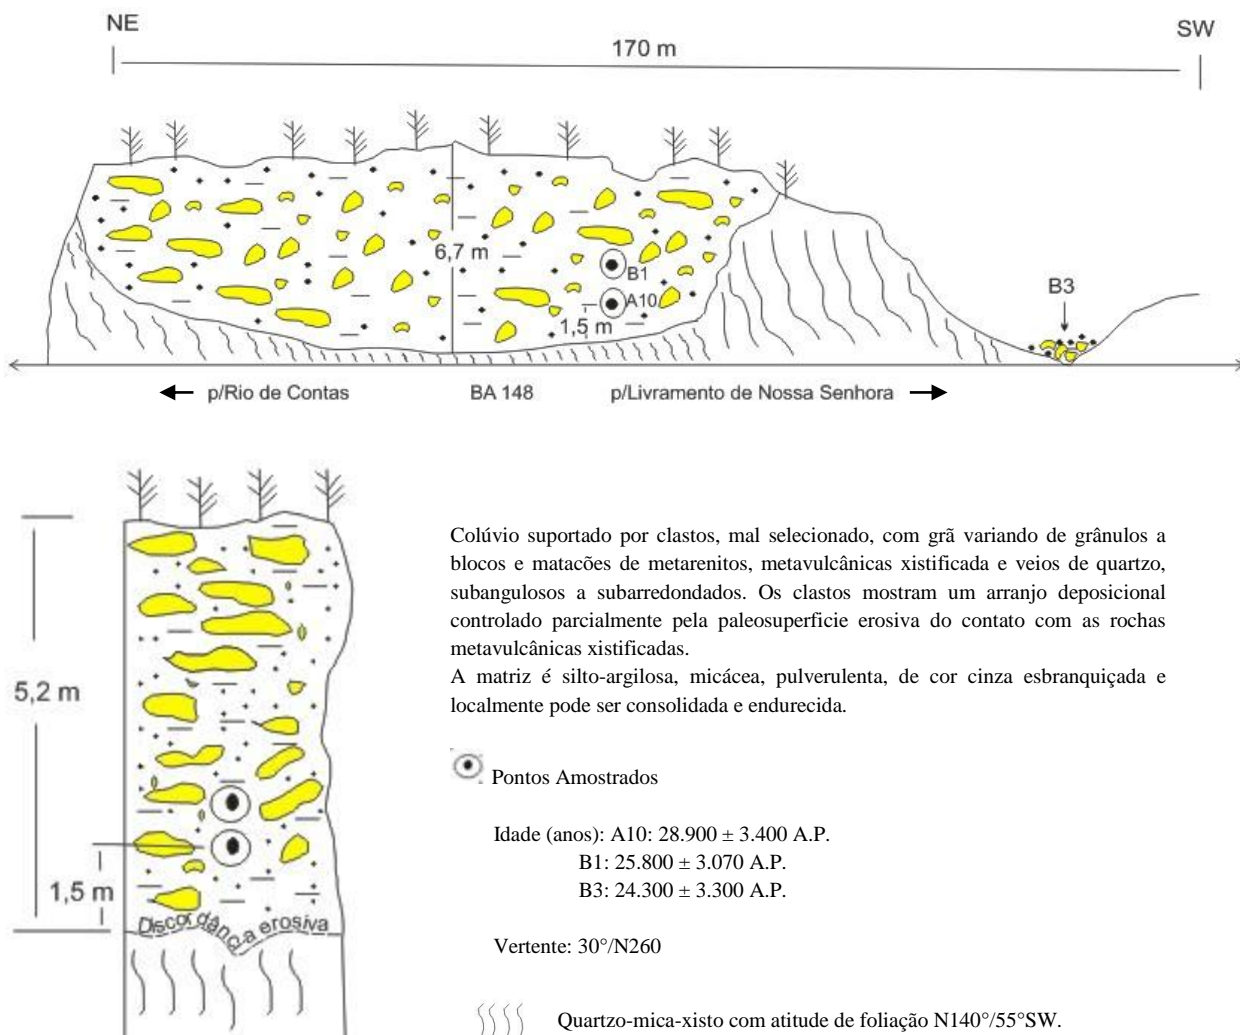 NE
SW
170 m
6,7 m
B1
A10
1,5 m
B3
p/Rio de Contas
BA 148
p/Livramento de Nossa Senhora
5,2 m
1,5 m
Discordância erosiva
Colúvio suportado por clastos, mal selecionado, com grã variando de grânulos a
blocos e matacões de metarenitos, metavulcânicas xistificada e veios de quartzo,
subangulosos a subarredondados. Os clastos mostram um arranjo deposicional
controlado parcialmente pela paleosuperficie erosiva do contato com as rochas
metavulcânicas xistificadas.
A matriz é silto-argilosa, micácea, pulverulenta, de cor cinza esbranquiçada e
localmente pode ser consolidada e endurecida.
Pontos Amostrados
Idade (anos): A10: 28.900 ± 3.400 A.P.
B1: 25.800 ± 3.070 A.P.
B3: 24.300 ± 3.300 A.P.
Vertente: 30°/N260
Quartzo-mica-xisto com atitude de foliação N140°/55°SW.